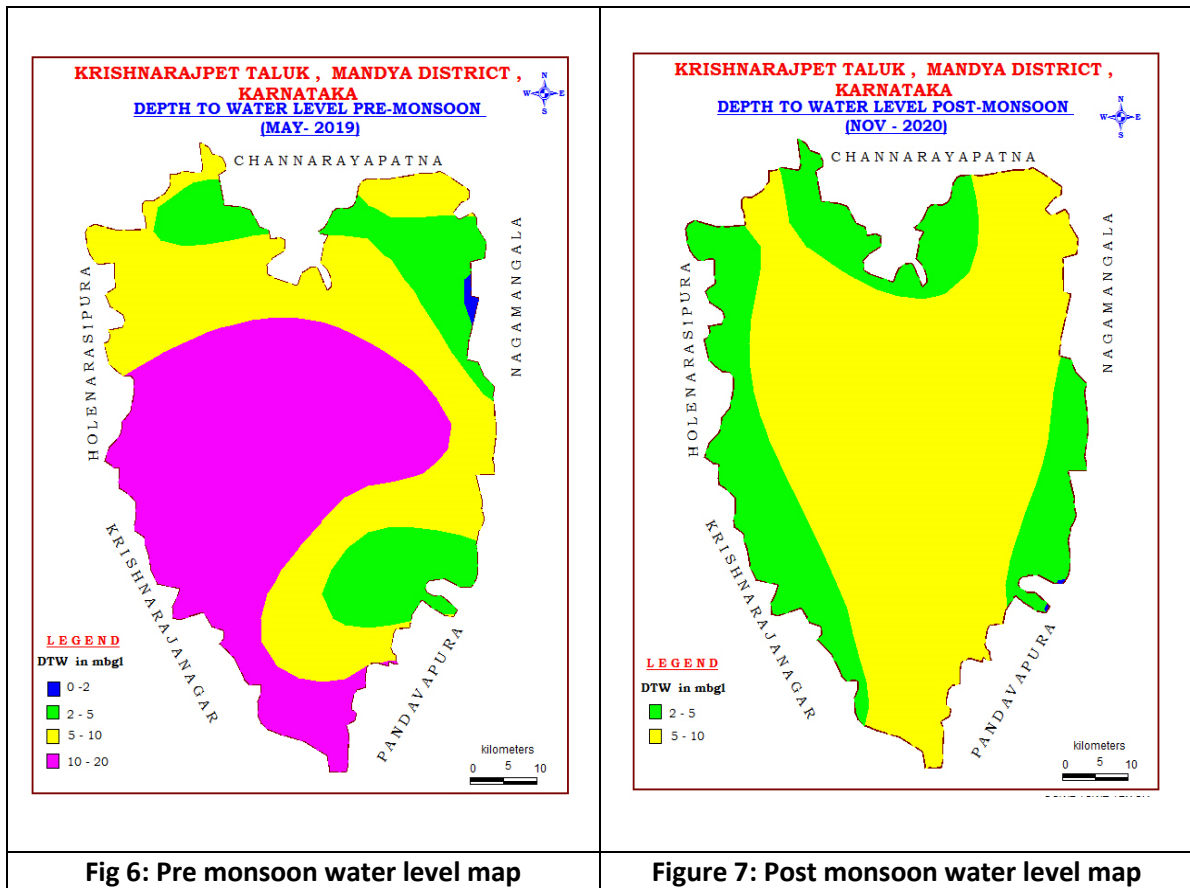 KRISHNARAJPET TALUK , MANDYA DISTRICT ,
KARNATAKA
DEPTH TO WATER LEVEL PRE-MONSOON
(MAY- 2019)
N
W E
S
CHANNARAYAPATNA
HOLENARASIPURA
NAGAMANGALA
KRISHNARAJANAGAR
PANDAVAPURA
LEGEND
DTW in mbgl
0 -2
2 - 5
5 - 10
10 - 20
kilometers
0 5 10
Fig 6: Pre monsoon water level map
KRISHNARAJPET TALUK , MANDYA DISTRICT ,
KARNATAKA
DEPTH TO WATER LEVEL POST-MONSOON
(NOV - 2020)
N
W E
S
CHANNARAYAPATNA
HOLENARASIPURA
NAGAMANGALA
KRISHNARAJANAGAR
PANDAVAPURA
LEGEND
DTW in mbgl
2 - 5
5 - 10
kilometers
0 5 10
Figure 7: Post monsoon water level map